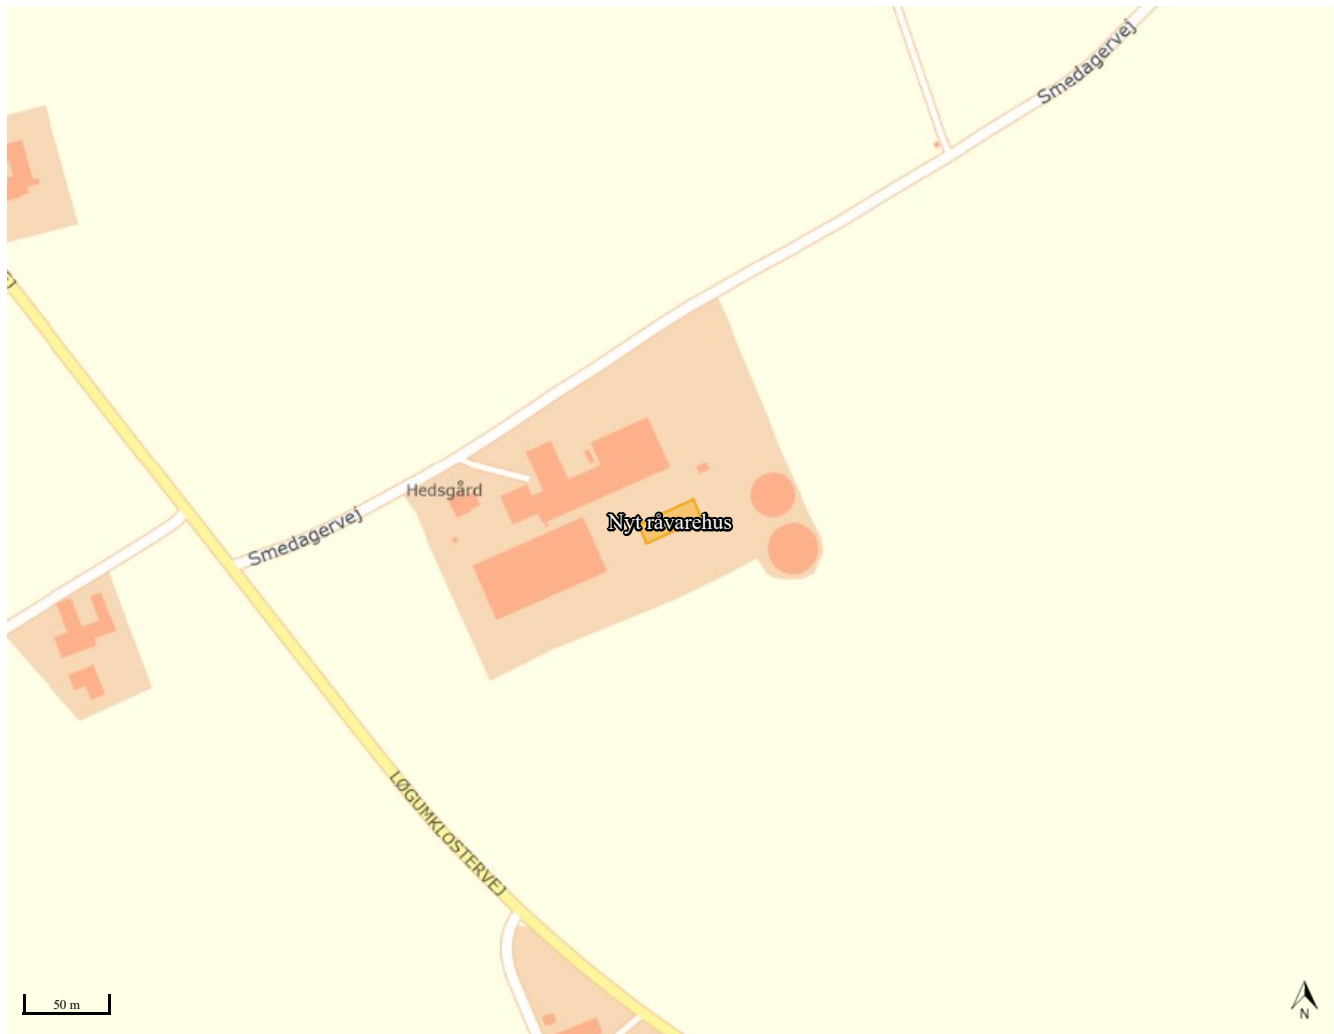 Smedagervej
Hedsgård
Nyt råvarehus
Smedagervej
LØGUMKLOSTERVEJ
50 m
N